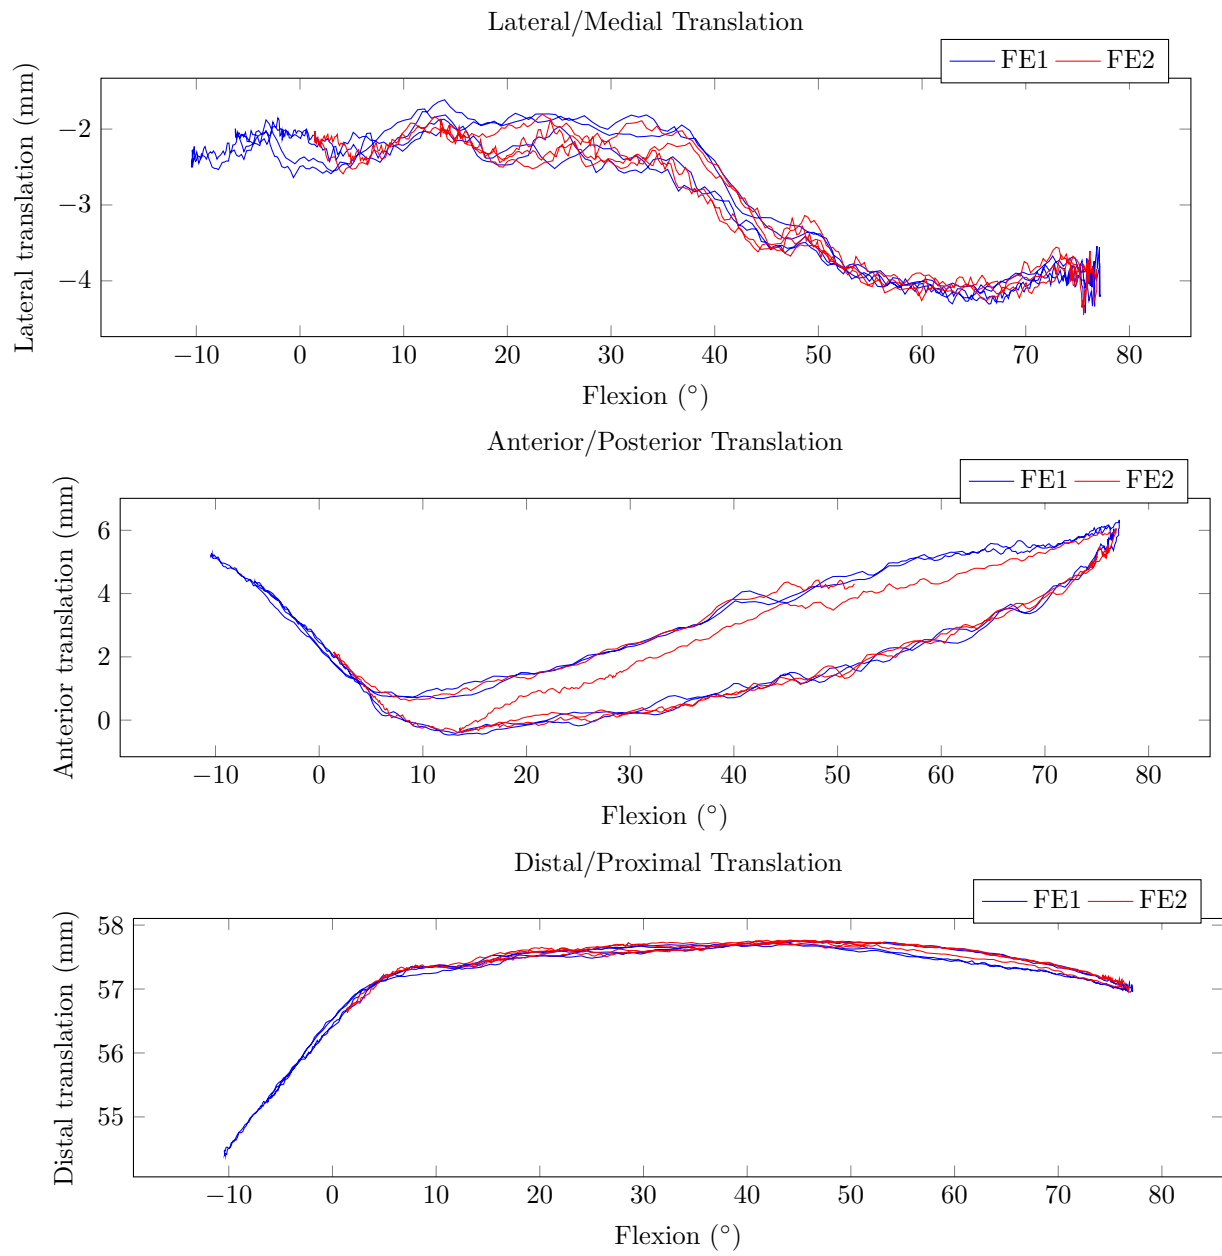 Lateral/Medial Translation
FE1 FE2
Lateral translation (mm)
−2
−3
−4
−10 0 10 20 30 40 50 60 70 80
Flexion (°)
Anterior/Posterior Translation
FE1 FE2
Anterior translation (mm)
6
4
2
0
−10 0 10 20 30 40 50 60 70 80
Flexion (°)
Distal/Proximal Translation
FE1 FE2
Distal translation (mm)
58
57
56
55
−10 0 10 20 30 40 50 60 70 80
Flexion (°)